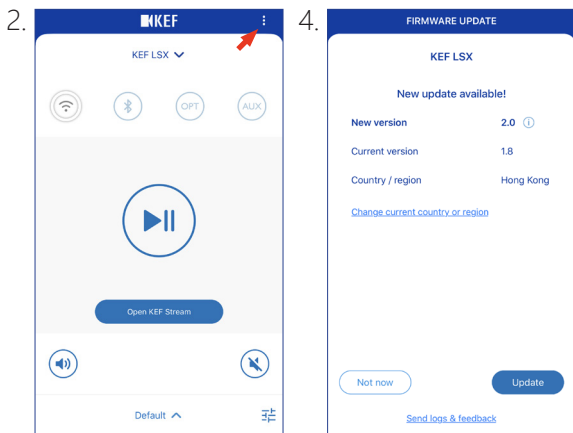 2.
KEF
KEF LSX
OPT
AUX
Open KEF Stream
Default
4.
FIRMWARE UPDATE
KEF LSX
New update available!
New version 2.0 i
Current version 1.8
Country / region Hong Kong
Change current country or region
Not now Update
Send logs & feedback